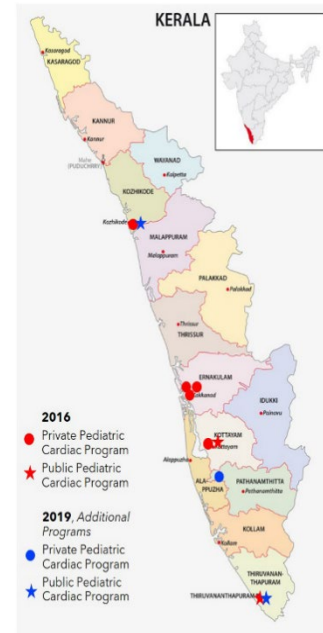 KERALA
Kasaragod
KASARAGOD
KANNUR
Kannur
Mahe
(PUDUCHERRY)
WAYANAD
Kalpetta
KOZHIKODE
Kozhikode
MALAPPURAM
Malappuram
PALAKKAD
Palakkad
Thrissur
THRISSUR
ERNAKULAM
IDUKKI
Painavu
KOTTAYAM
Alappuzha
ALA-
PPUZHA
PATHANAMTHITTA
Pathanamthitta
KOLLAM
Kollam
THIRUVANAN-
THAPURAM
THIRUVANANTHAPURAM
2016
Private Pediatric
Cardiac Program
Public Pediatric
Cardiac Program
2019, Additional
Programs
Private Pediatric
Cardiac Program
Public Pediatric
Cardiac Program